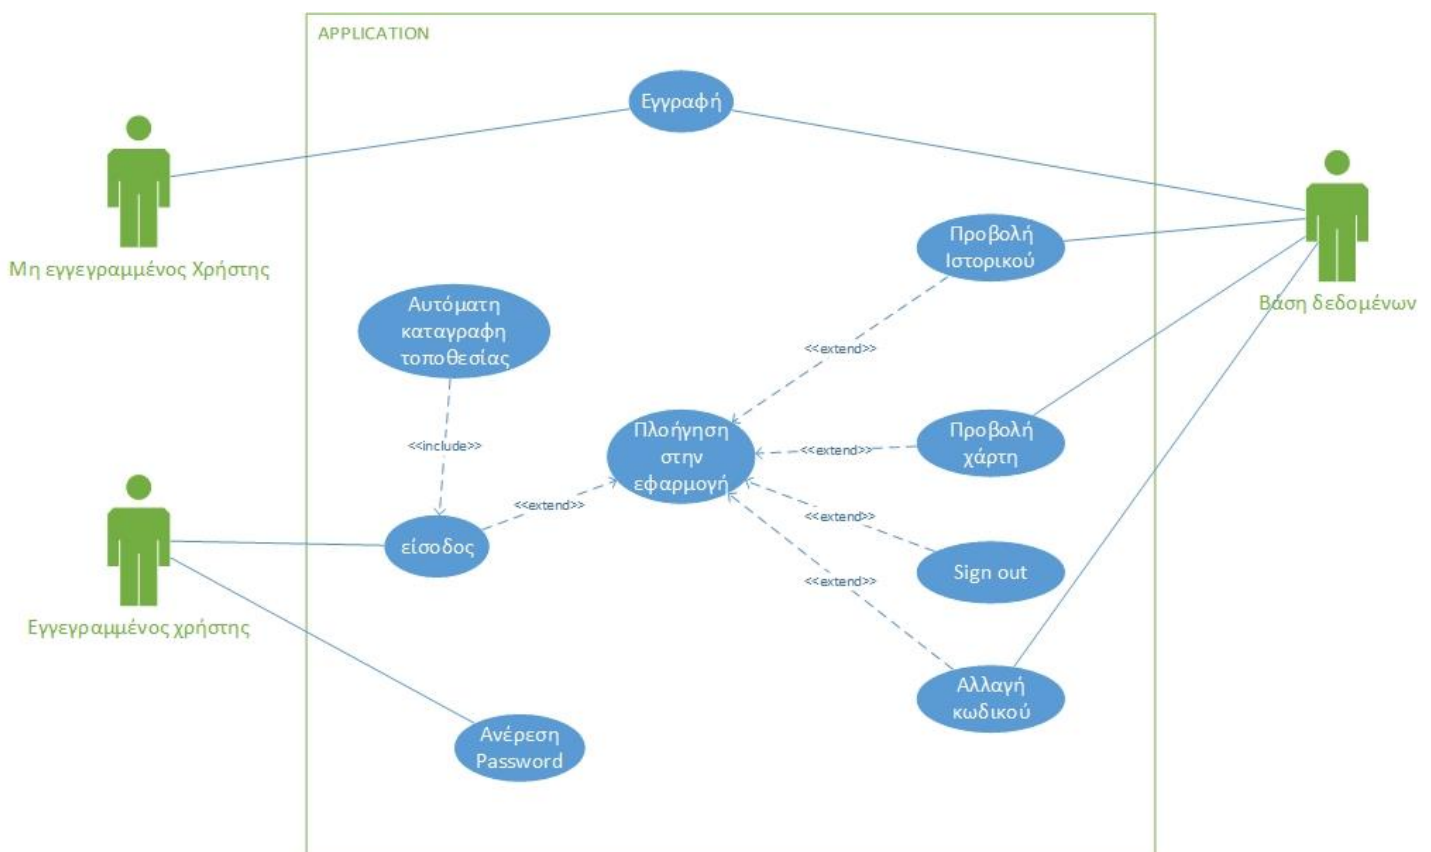 APPLICATION
Εγγραφή
Μη εγγεγραμμένος Χρήστης
Προβολή
Ιστορικού
Βάση δεδομένων
Αυτόματη
καταγραφη
τοποθεσίας
<<extend>>
<<include>>
Πλοήγηση
στην
εφαρμογή
<<extend>>
Προβολή
χάρτη
<<extend>>
<<extend>>
είσοδος
Sign out
<<extend>>
Εγγεγραμμένος χρήστης
Αλλαγή
κωδικού
Ανέρεση
Password